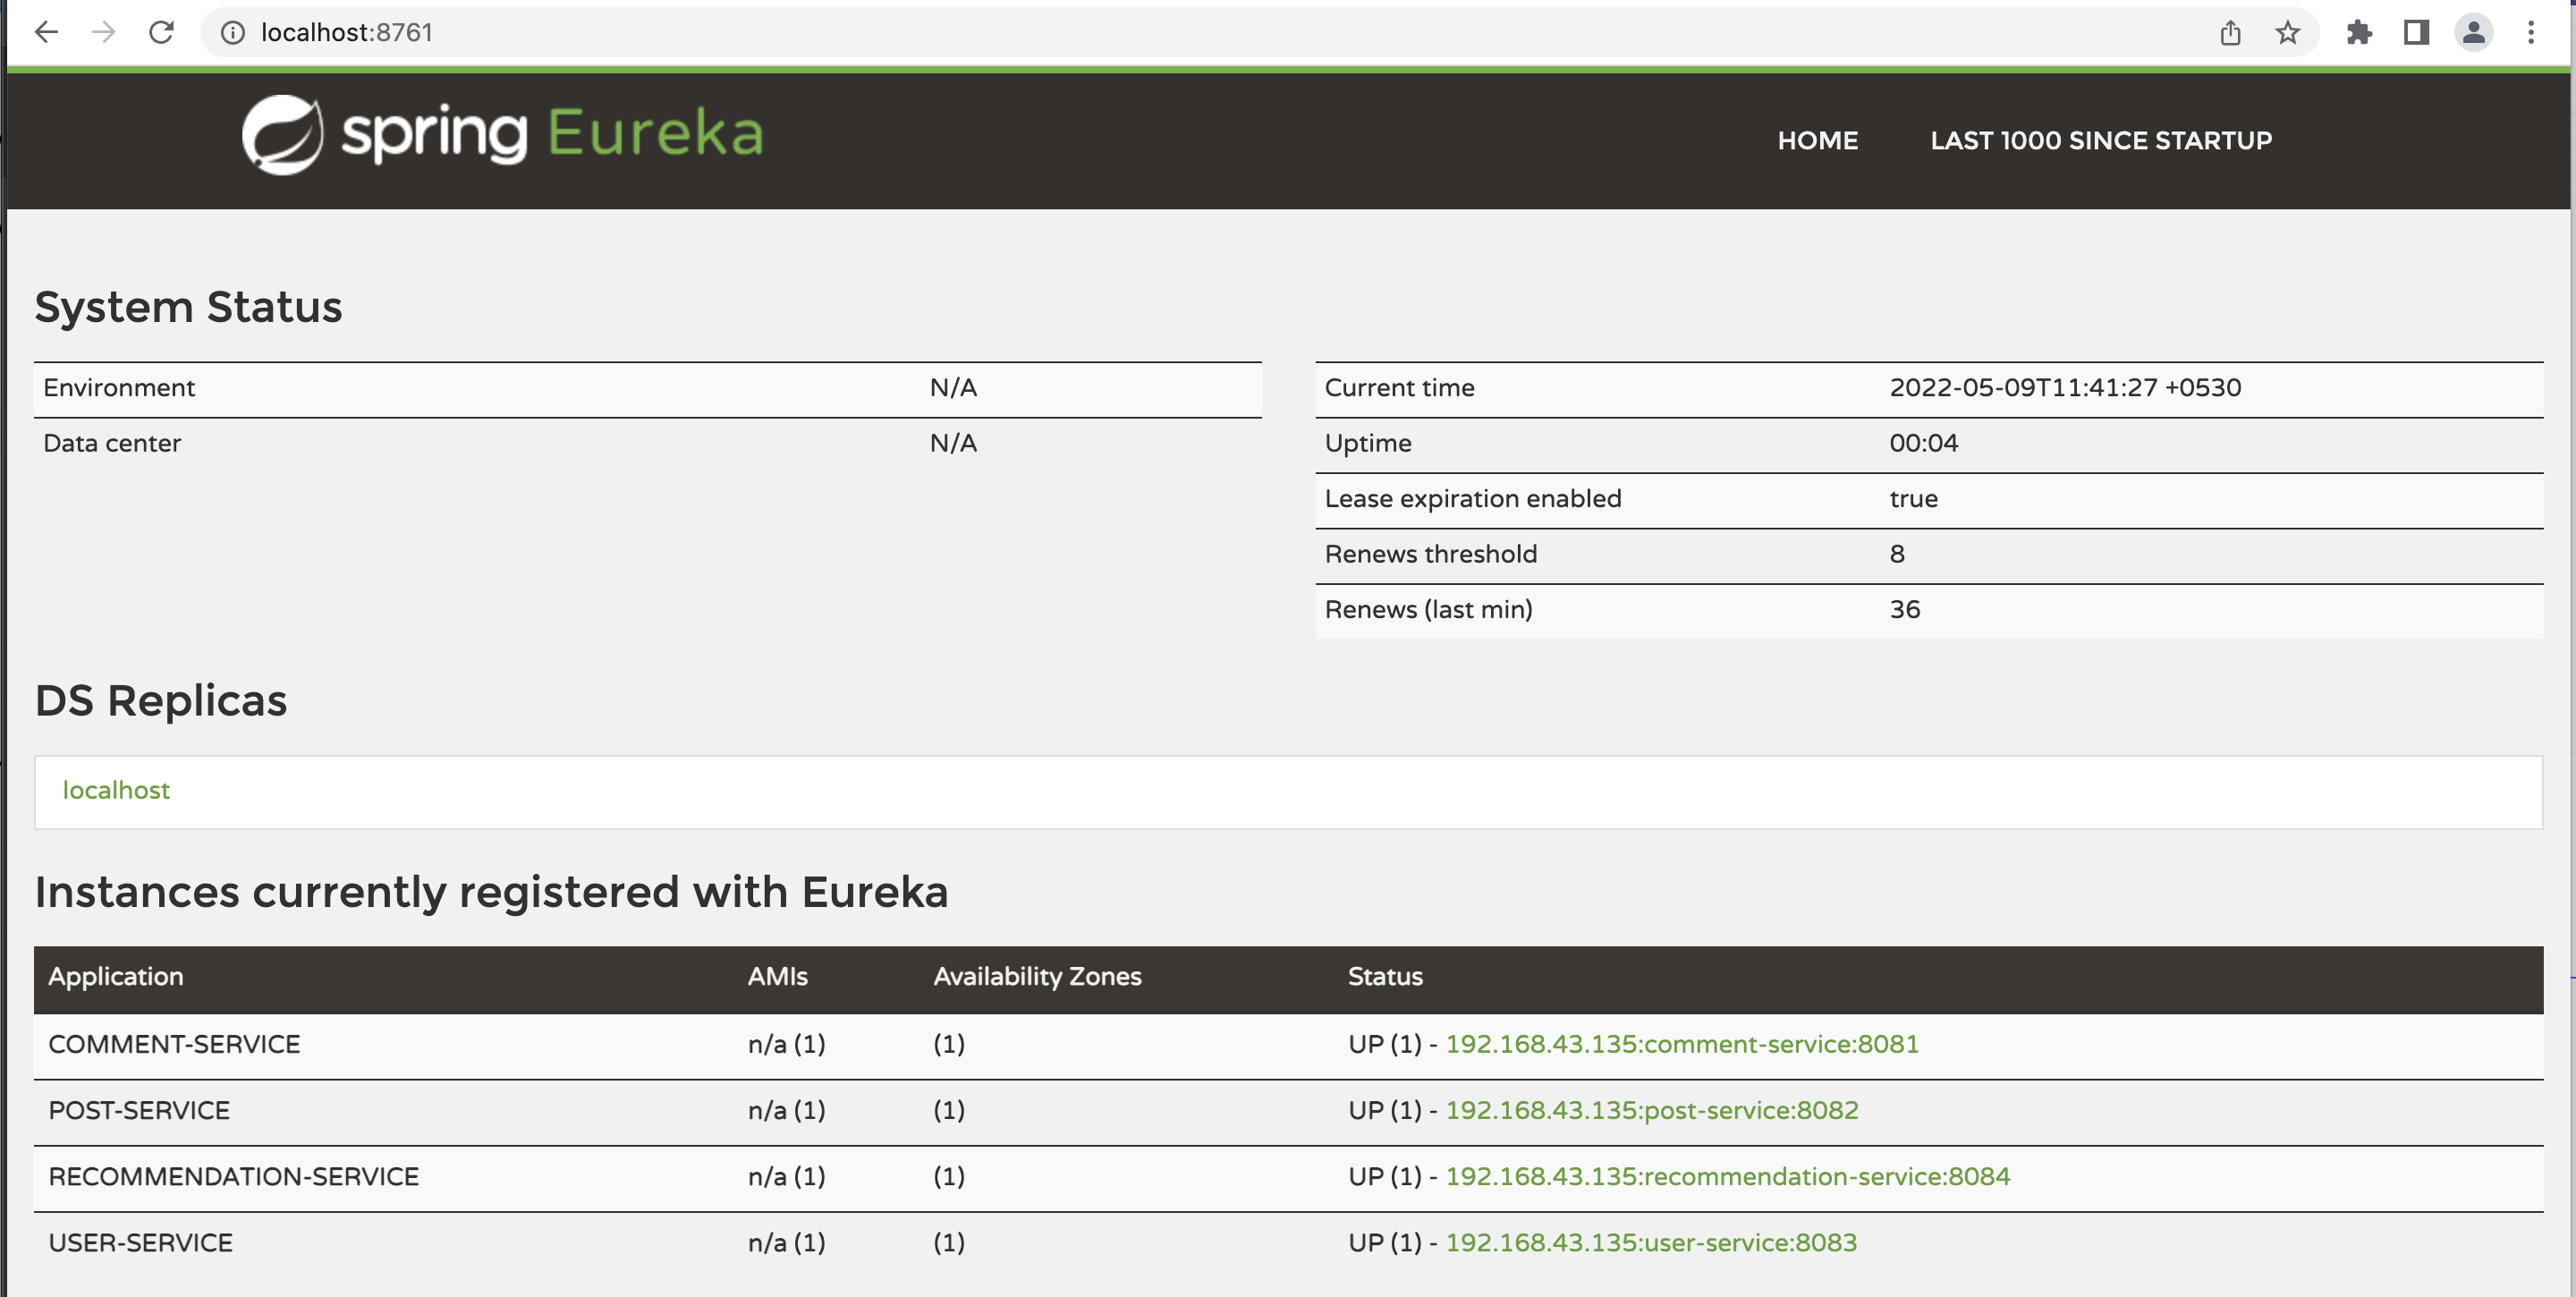 localhost:8761
spring Eureka
HOME LAST 1000 SINCE STARTUP
System Status
Environment N/A
Data center N/A
Current time 2022-05-09T11:41:27 +0530
Uptime 00:04
Lease expiration enabled true
Renews threshold 8
Renews (last min) 36
DS Replicas
localhost
Instances currently registered with Eureka
Application AMIs Availability Zones Status
COMMENT-SERVICE n/a (1) (1) UP (1) - 192.168.43.135:comment-service:8081
POST-SERVICE n/a (1) (1) UP (1) - 192.168.43.135:post-service:8082
RECOMMENDATION-SERVICE n/a (1) (1) UP (1) - 192.168.43.135:recommendation-service:8084
USER-SERVICE n/a (1) (1) UP (1) - 192.168.43.135:user-service:8083